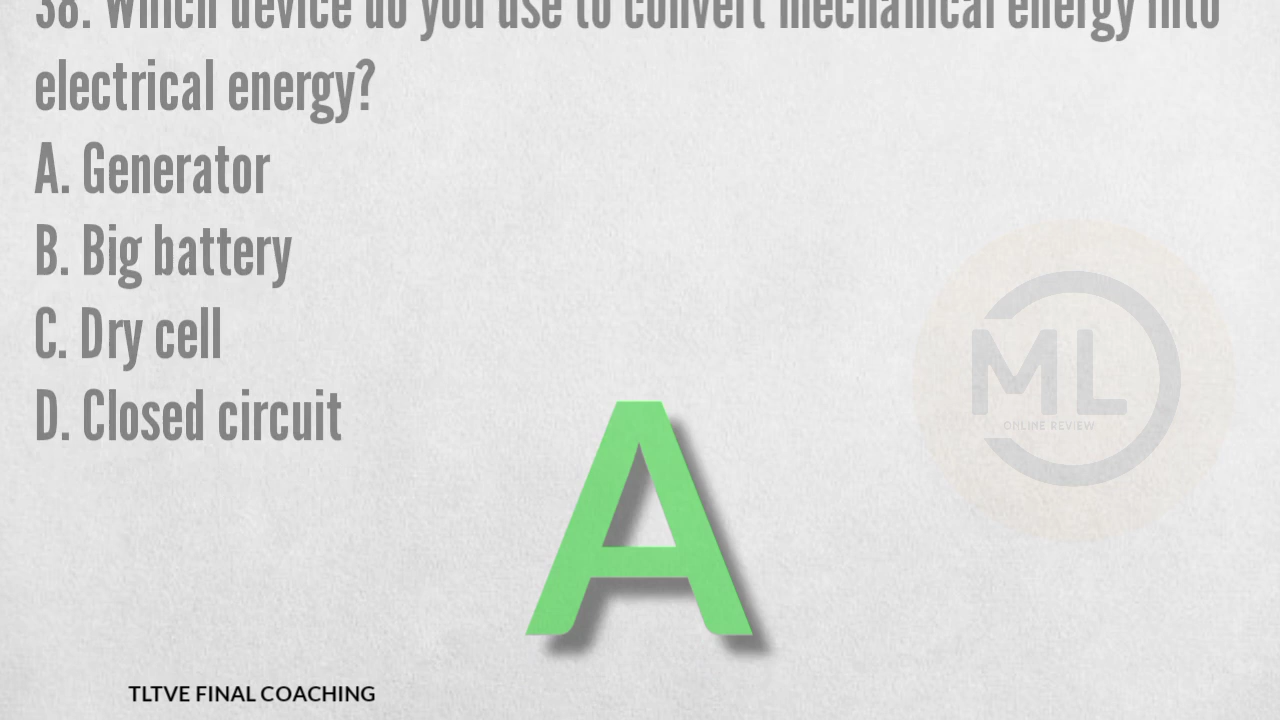 38. Which device do you use to convert mechanical energy into
electrical energy?
A. Generator
B. Big battery
C. Dry cell
D. Closed circuit
A
ML
ONLINE REVIEW
TLTVE FINAL COACHING